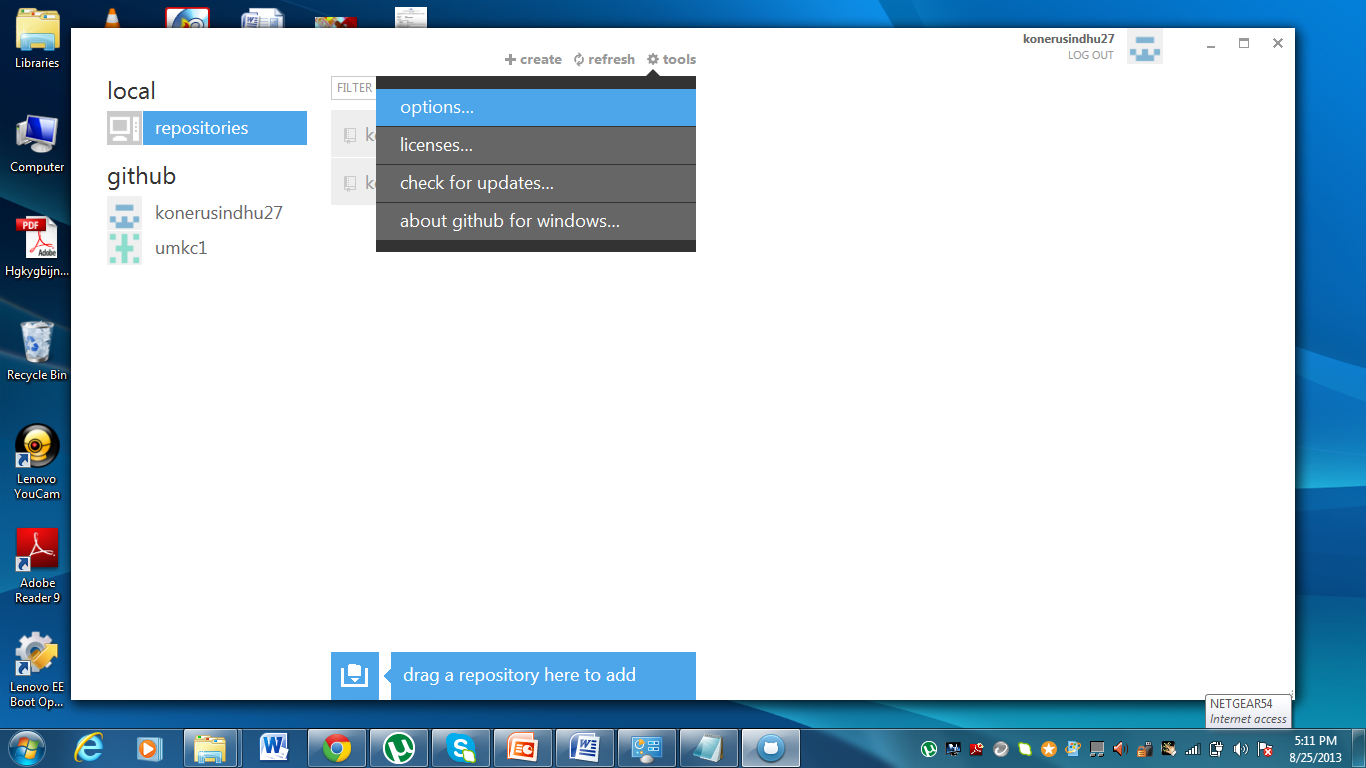 Libraries
Computer
PDF
Adobe
Hgkygbijn...
Recycle Bin
Lenovo
YouCam
Adobe
Reader 9
Lenovo EE
Boot Op...
konerusindhu27
LOG OUT
create
refresh
tools
local
repositories
github
konerusindhu27
umkc1
FILTER
options...
licenses...
check for updates...
about github for windows...
drag a repository here to add
NETGEAR54
Internet access
5:11 PM
8/25/2013